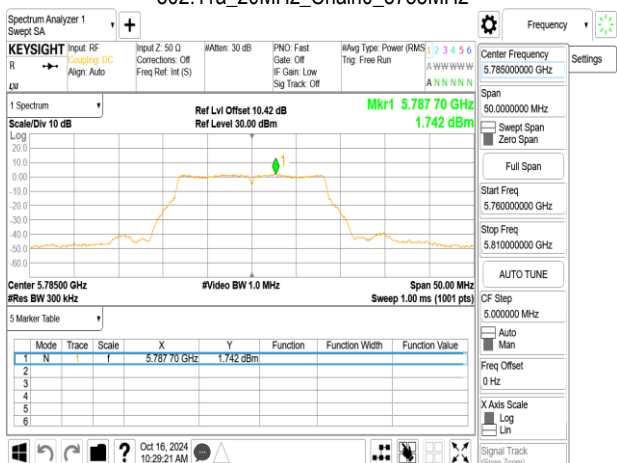 802.11a_20MHz_Chain0_5785MHz
Spectrum Analyzer 1
Swept SA
Frequency
KEYSIGHT
R
Input: RF
Coupling: DC
Align: Auto
Input Z: 50 Ω
Corrections: Off
Freq Ref: Int (S)
#Atten: 30 dB
PNO: Fast
Gate: Off
IF Gain: Low
Sig Track: Off
#Avg Type: Power (RMS
Trig: Free Run
1 2 3 4 5 6
A W W W W W
A N N N N N
LXI
Center Frequency
5.785000000 GHz
Settings
1 Spectrum
Scale/Div 10 dB
Ref Lvl Offset 10.42 dB
Ref Level 30.00 dBm
Mkr1 5.787 70 GHz
1.742 dBm
Span
50.0000000 MHz
Swept Span
Zero Span
Full Span
Log
20.0
10.0
0.00
-10.0
-20.0
-30.0
-40.0
-50.0
-60.0
1
Start Freq
5.760000000 GHz
Stop Freq
5.810000000 GHz
AUTO TUNE
Center 5.78500 GHz
#Res BW 300 kHz
#Video BW 1.0 MHz
Span 50.00 MHz
Sweep 1.00 ms (1001 pts)
CF Step
5.000000 MHz
Auto
Man
5 Marker Table
Mode Trace Scale X Y Function Function Width Function Value
1 N 1 f 5.787 70 GHz 1.742 dBm
2
3
4
5
6
Freq Offset
0 Hz
X Axis Scale
Log
Lin
Signal Track
(Span Zoom)
?
Oct 16, 2024
10:29:21 AM